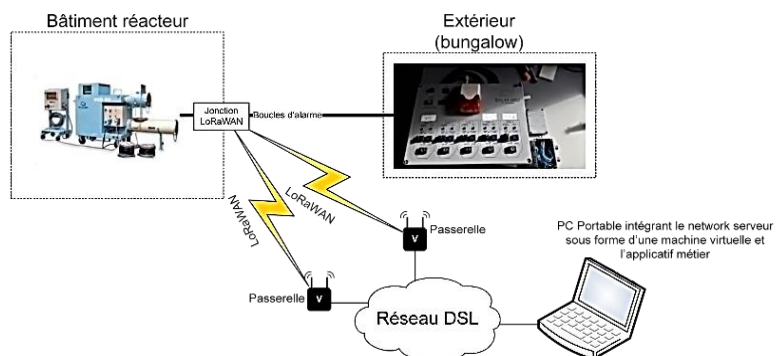 Bâtiment réacteur
Extérieur
(bungalow)
Jonction
LoRaWAN
Boucles d'alarme
LoRaWAN
LoRaWAN
V
Passerelle
Passerelle
V
Réseau DSL
PC Portable intégrant le network serveur
sous forme d'une machine virtuelle et
l'applicatif métier